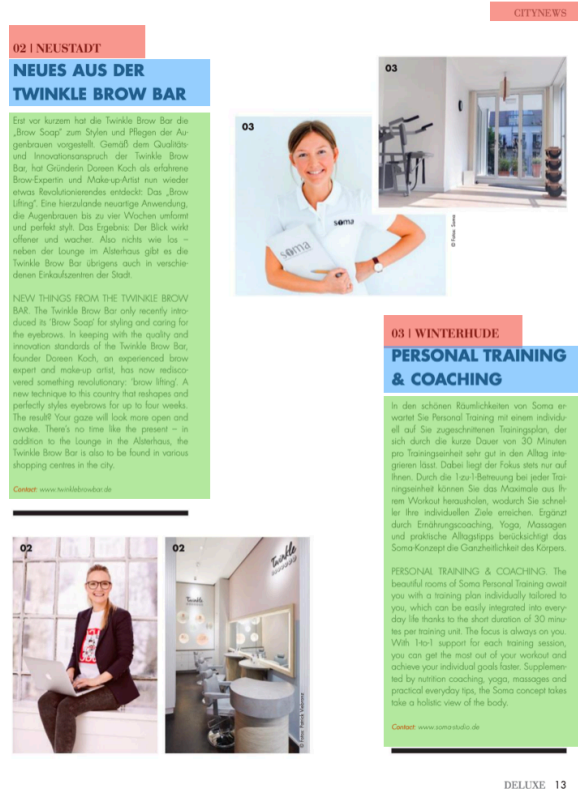 CITYNEWS
02 | NEUSTADT
NEUES AUS DER
TWINKLE BROW BAR
Erst vor kurzem hat die Twinkle Brow Bar die
„Brow Soap" zum Stylen und Pflegen der Au-
genbrauen vorgestellt. Gemäß dem Qualitäts-
und Innovationsanspruch der Twinkle Brow
Bar, hat Gründerin Doreen Koch als erfahrene
Brow-Expertin und Make-up-Artist nun wieder
etwas Revolutionierendes entdeckt: Das „Brow
Lifting". Eine hierzulande neuartige Anwendung,
die Augenbrauen bis zu vier Wochen umformt
und perfekt stylt. Das Ergebnis: Der Blick wirkt
offener und wacher. Also nichts wie los –
neben der Lounge im Alsterhaus gibt es die
Twinkle Brow Bar übrigens auch in verschie-
denen Einkaufszentren der Stadt.
NEW THINGS FROM THE TWINKLE BROW
BAR. The Twinkle Brow Bar only recently intro-
duced its 'Brow Soap' for styling and caring for
the eyebrows. In keeping with the quality and
innovation standards of the Twinkle Brow Bar,
founder Doreen Koch, an experienced brow
expert and make-up artist, has now redisco-
vered something revolutionary: 'brow lifting'. A
new technique to this country that reshapes and
perfectly styles eyebrows for up to four weeks.
The result? Your gaze will look more open and
awake. There's no time like the present – in
addition to the Lounge in the Alsterhaus, the
Twinkle Brow Bar is also to be found in various
shopping centres in the city.
Contact: www.twinklebrowbar.de
03
03
soma
soma
© Fotos: Soma
03 | WINTERHUDE
PERSONAL TRAINING
& COACHING
In den schönen Räumlichkeiten von Soma er-
wartet Sie Personal Training mit einem individu-
ell auf Sie zugeschnittenen Trainingsplan, der
sich durch die kurze Dauer von 30 Minuten
pro Trainingseinheit sehr gut in den Alltag inte-
grieren lässt. Dabei liegt der Fokus stets nur auf
Ihnen. Durch die 1-zu-1-Betreuung bei jeder Trai-
ningseinheit können Sie das Maximale aus Ih-
rem Workout herausholen, wodurch Sie schnel-
ler Ihre individuellen Ziele erreichen. Ergänzt
durch Ernährungscoaching, Yoga, Massagen
und praktische Alltagstipps berücksichtigt das
Soma-Konzept die Ganzheitlichkeit des Körpers.
PERSONAL TRAINING & COACHING. The
beautiful rooms of Soma Personal Training await
you with a training plan individually tailored to
you, which can be easily integrated into every-
day life thanks to the short duration of 30 minu-
tes per training unit. The focus is always on you.
With 1-to-1 support for each training session,
you can get the most out of your workout and
achieve your individual goals faster. Supplemen-
ted by nutrition coaching, yoga, massages and
practical everyday tips, the Soma concept takes
take a holistic view of the body.
Contact: www.soma-studio.de
02
02
Twinkle
Twinkle
© Fotos: Patrick
DELUXE 13